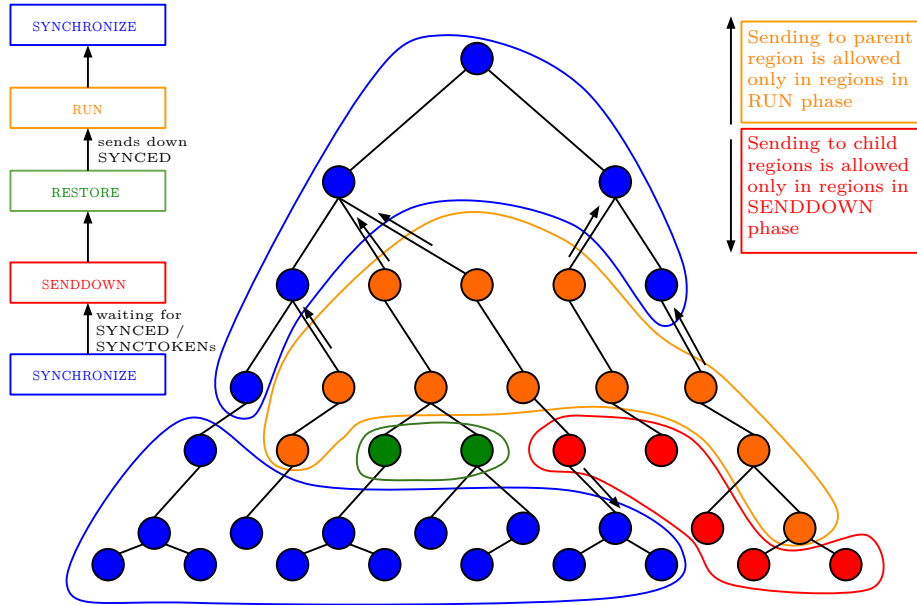 SYNCHRONIZE
RUN
sends down
SYNCED
RESTORE
SENDDOWN
waiting for
SYNCED /
SYNCTOKENs
SYNCHRONIZE
Sending to parent
region is allowed
only in regions in
RUN phase
Sending to child
regions is allowed
only in regions in
SENDDOWN
phase